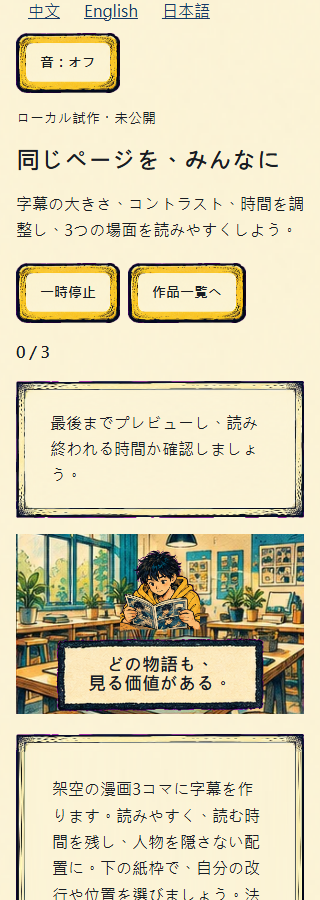 中文 English 日本語
音：オフ
ローカル試作・未公開
同じページを、みんなに
字幕の大きさ、コントラスト、時間を調
整し、3つの場面を読みやすくしよう。
一時停止 作品一覧へ
0 / 3
最後までプレビューし、読み
終われる時間か確認しましょ
う。
どの物語も、
見る価値がある。
架空の漫画3コマに字幕を作
ります。読みやすく、読む時
間を残し、人物を隠さない配
置に。下の紙枠で、自分の改
行や位置を選びましょう。法